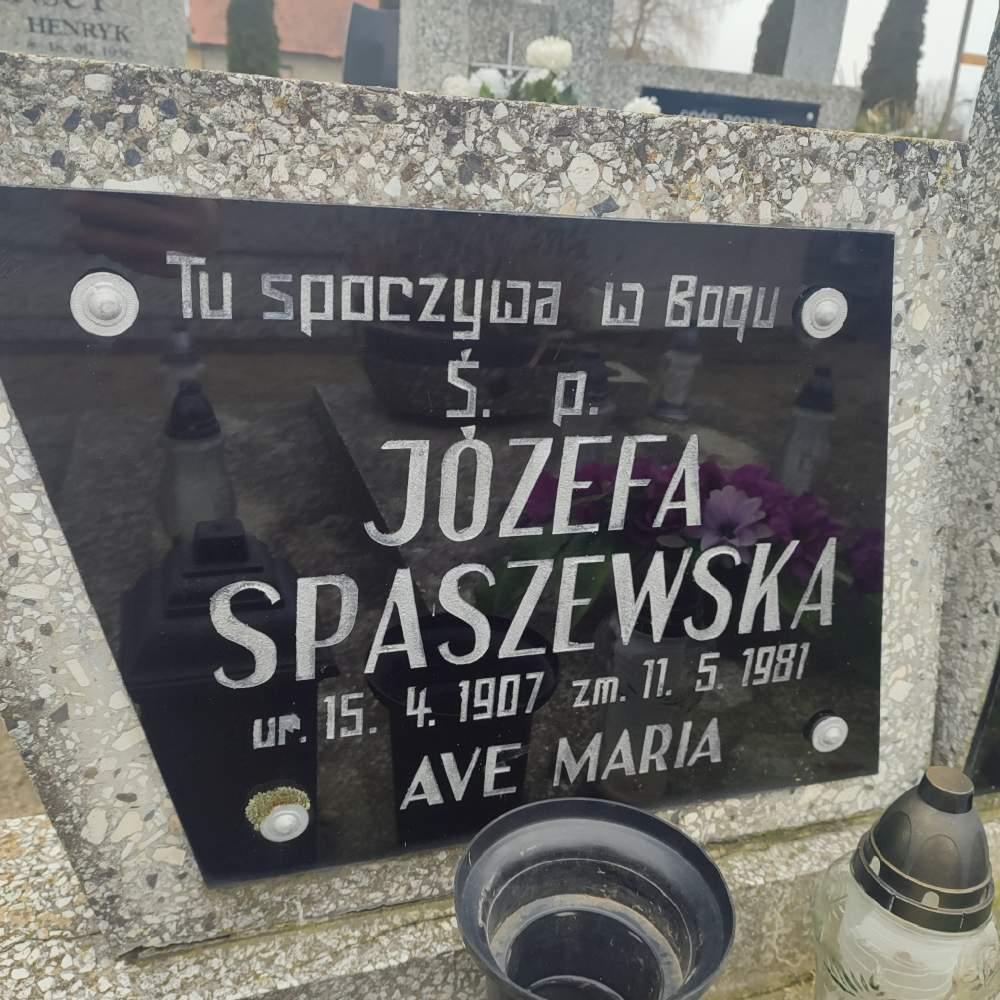 HENRYK
Tu spoczywa w Bogu
Ś. p.
JÓZEFA
SPASZEWSKA
ur. 15. 4. 1907 zm. 11. 5. 1981
AVE MARIA